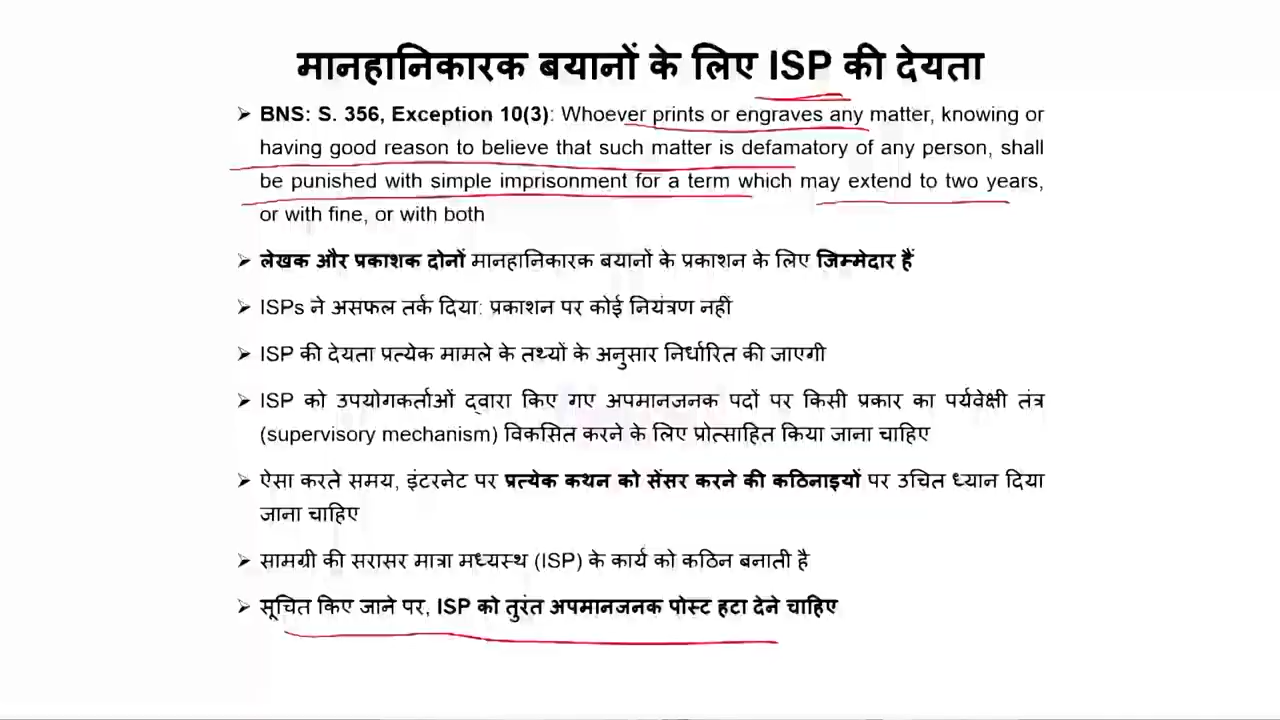 मानहानिकारक बयानों के लिए ISP की देयता
➢ BNS: S. 356, Exception 10(3): Whoever prints or engraves any matter, knowing or
having good reason to believe that such matter is defamatory of any person, shall
be punished with simple imprisonment for a term which may extend to two years,
or with fine, or with both
➢ लेखक और प्रकाशक दोनों मानहानिकारक बयानों के प्रकाशन के लिए जिम्मेदार हैं
➢ ISPs ने असफल तर्क दिया: प्रकाशन पर कोई नियंत्रण नहीं
➢ ISP की देयता प्रत्येक मामले के तथ्यों के अनुसार निर्धारित की जाएगी
➢ ISP को उपयोगकर्ताओं द्वारा किए गए अपमानजनक पदों पर किसी प्रकार का पर्यवेक्षी तंत्र
(supervisory mechanism) विकसित करने के लिए प्रोत्साहित किया जाना चाहिए
➢ ऐसा करते समय, इंटरनेट पर प्रत्येक कथन को सेंसर करने की कठिनाइयों पर उचित ध्यान दिया
जाना चाहिए
➢ सामग्री की सरासर मात्रा मध्यस्थ (ISP) के कार्य को कठिन बनाती है
➢ सूचित किए जाने पर, ISP को तुरंत अपमानजनक पोस्ट हटा देने चाहिए